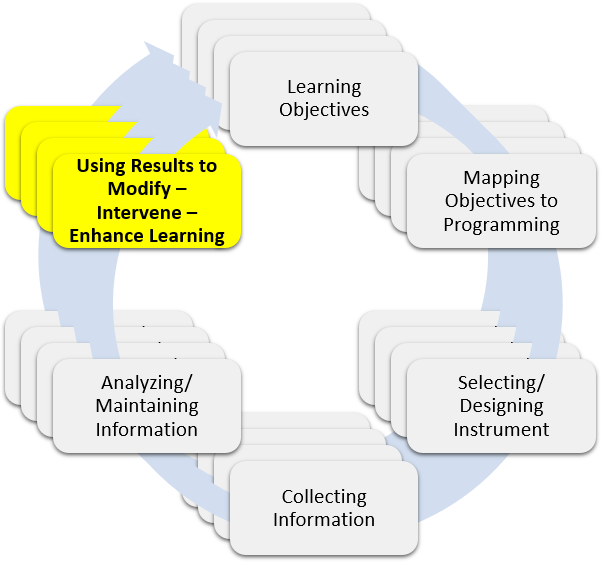 Learning
Objectives
Mapping
Objectives to
Programming
Selecting/
Designing
Instrument
Collecting
Information
Analyzing/
Maintaining
Information
Using Results to
Modify –
Intervene –
Enhance Learning